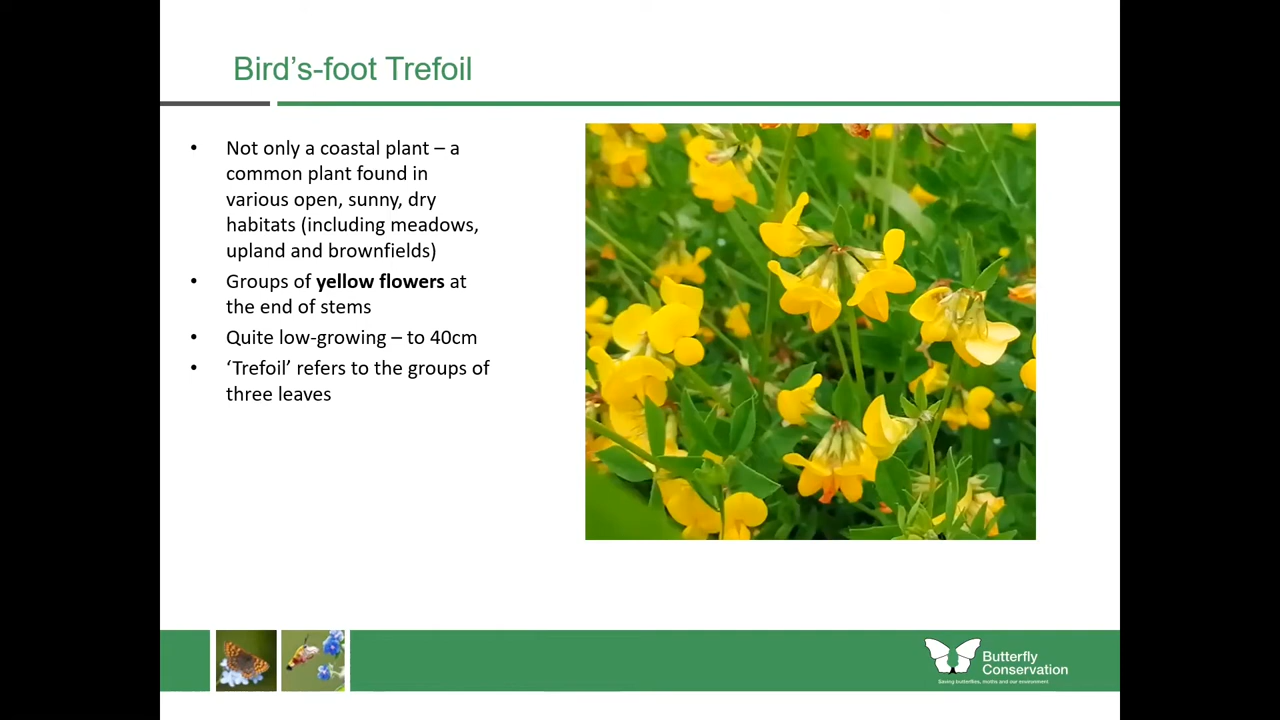 Bird’s-foot Trefoil
• Not only a coastal plant – a
common plant found in
various open, sunny, dry
habitats (including meadows,
upland and brownfields)
• Groups of yellow flowers at
the end of stems
• Quite low-growing – to 40cm
• ‘Trefoil’ refers to the groups of
three leaves
Butterfly
Conservation
Saving butterflies, moths and our environment